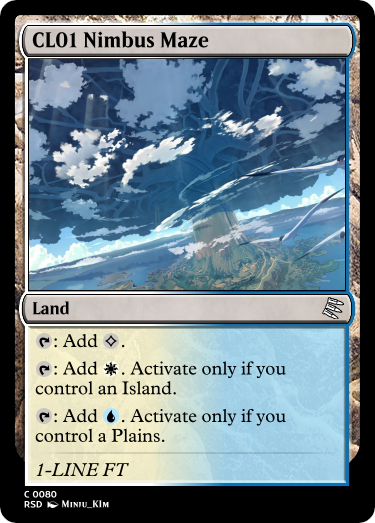 CL01 Nimbus Maze
Land
: Add .
: Add . Activate only if you
control an Island.
: Add . Activate only if you
control a Plains.
1-LINE FT
C 0080
RSD Minju_Kim